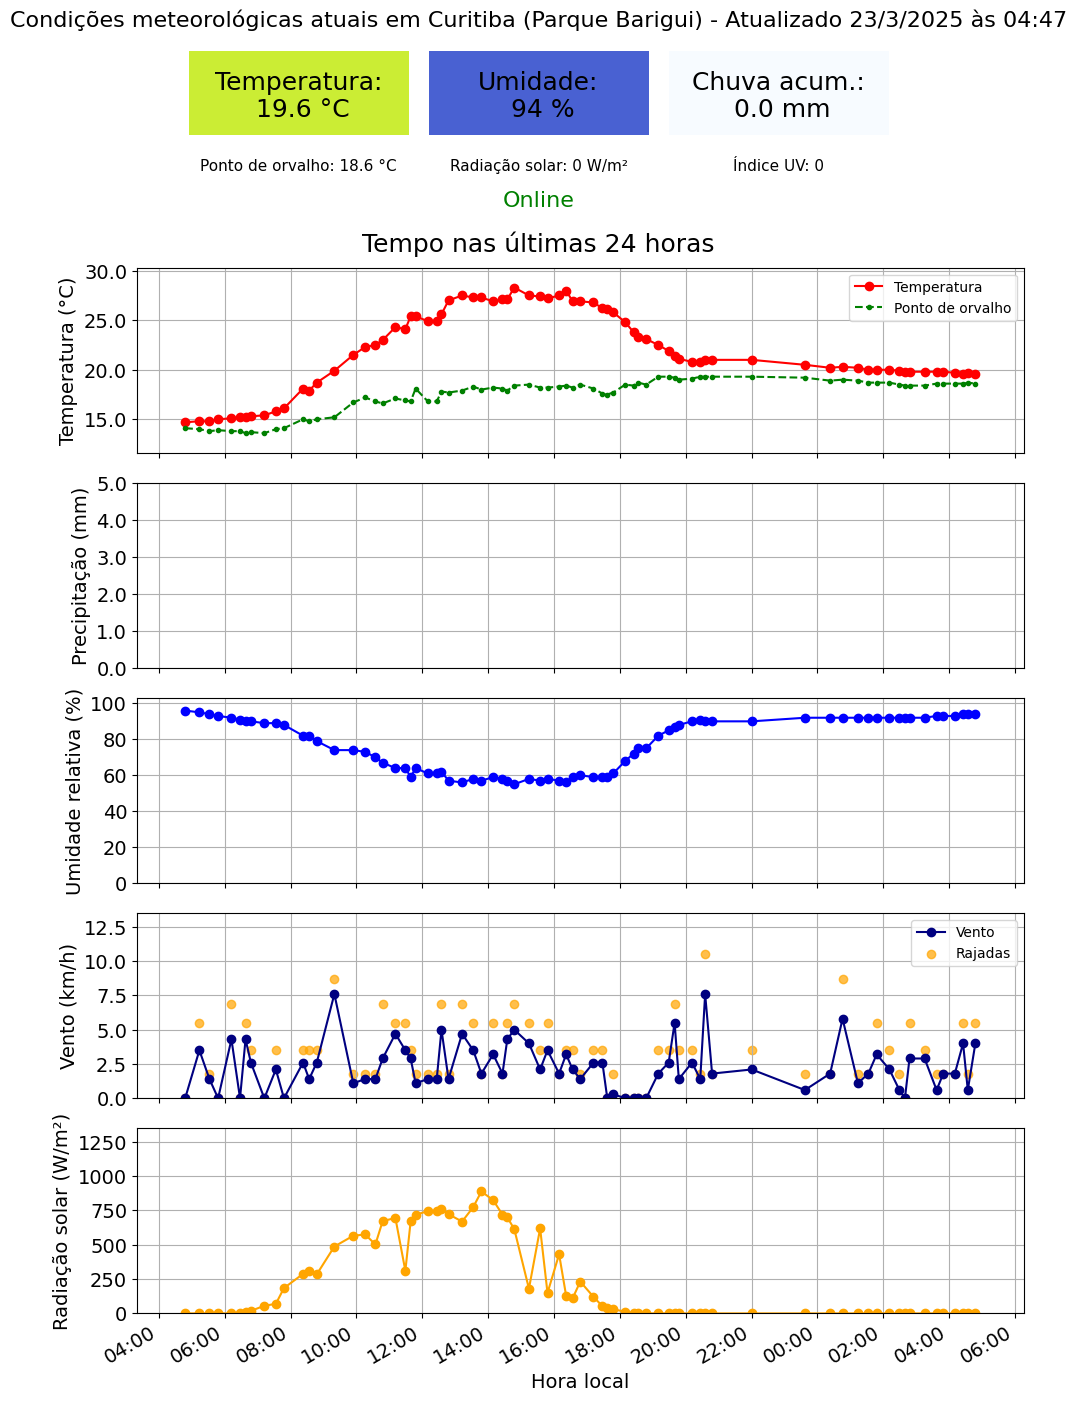 Condições meteorológicas atuais em Curitiba (Parque Barigui) - Atualizado 23/3/2025 às 04:47
Temperatura:
19.6 °C
Umidade:
94 %
Chuva acum.:
0.0 mm
Ponto de orvalho: 18.6 °C
Radiação solar: 0 W/m²
Índice UV: 0
Online
Tempo nas últimas 24 horas
Temperatura (°C)
30.0
25.0
20.0
15.0
Temperatura
Ponto de orvalho
Precipitação (mm)
5.0
4.0
3.0
2.0
1.0
0.0
Umidade relativa (%)
100
80
60
40
20
0
Vento (km/h)
12.5
10.0
7.5
5.0
2.5
0.0
Vento
Rajadas
Radiação solar (W/m²)
1250
1000
750
500
250
0
04:00
06:00
08:00
10:00
12:00
14:00
16:00
18:00
20:00
22:00
00:00
02:00
04:00
06:00
Hora local